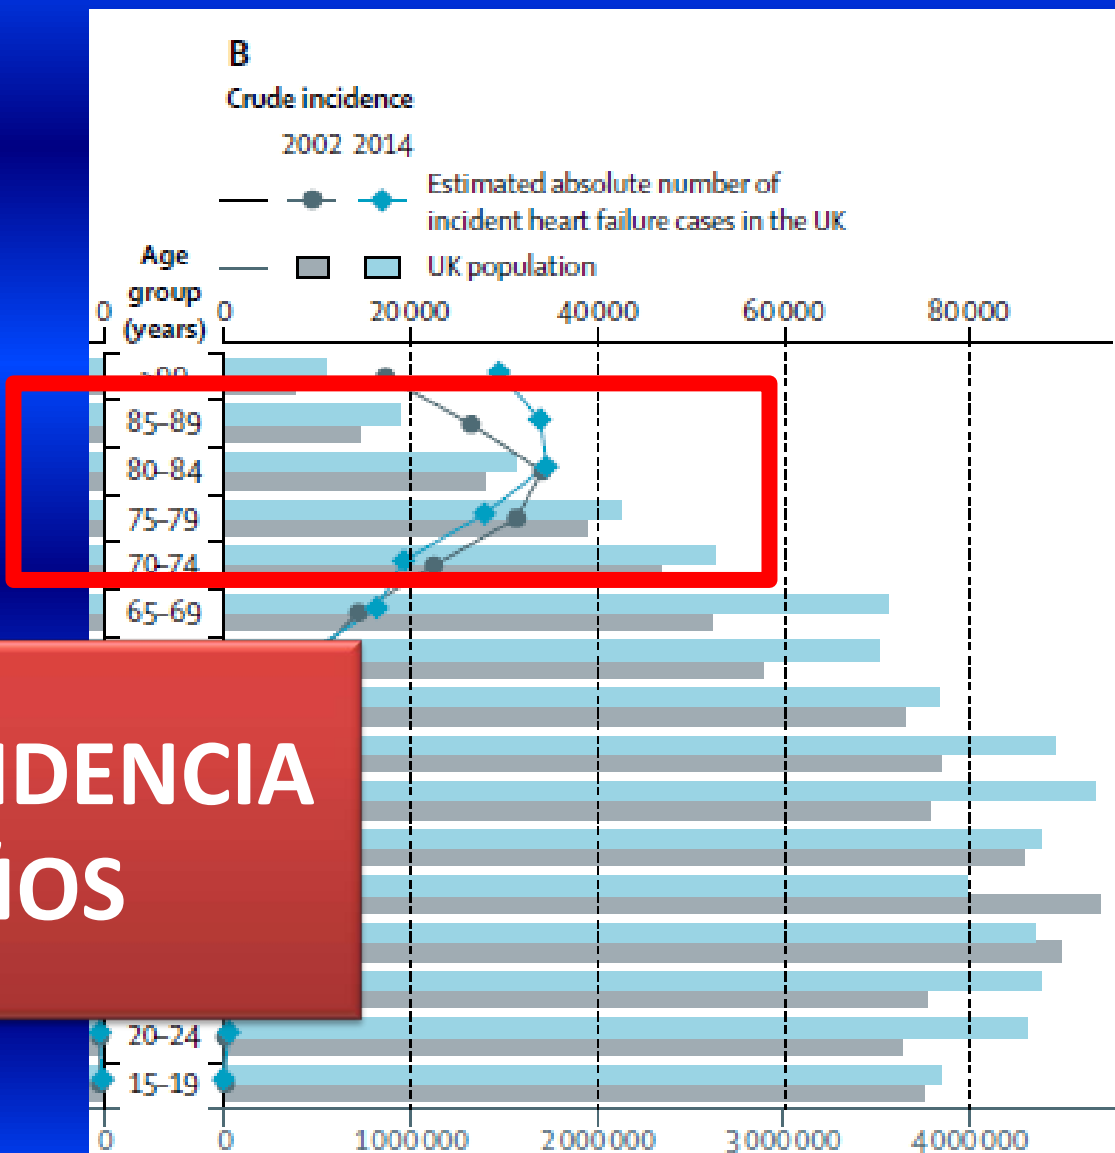 B
Crude incidence
2002 2014
Estimated absolute number of
incident heart failure cases in the UK
UK population
Age
group
(years)
0 0 20000 40000 60000 80000
85–89
80–84
75–79
70–74
65–69
IDENCIA
ÑOS
20–24
15–19
0 0 1000000 2000000 3000000 4000000